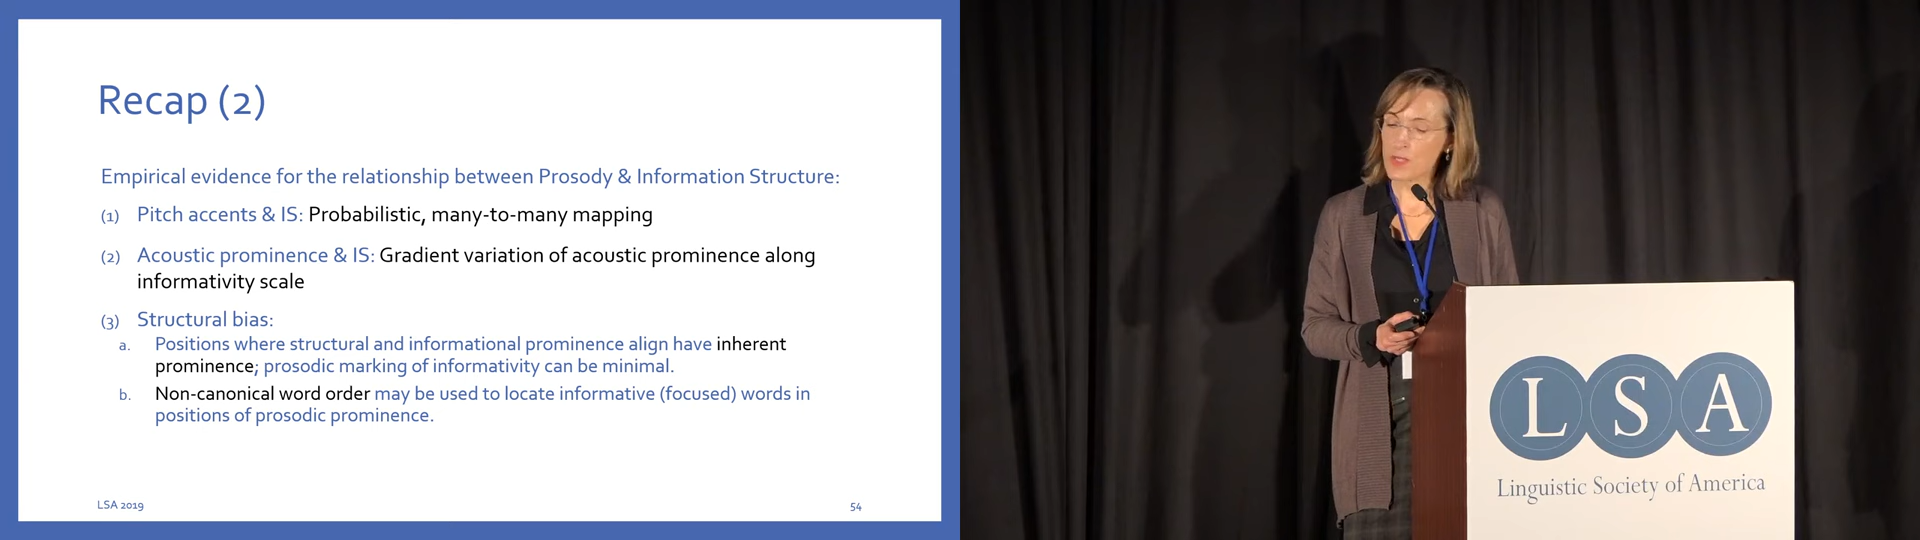 Recap (2)
Empirical evidence for the relationship between Prosody & Information Structure:
(1) Pitch accents & IS: Probabilistic, many-to-many mapping
(2) Acoustic prominence & IS: Gradient variation of acoustic prominence along
informativity scale
(3) Structural bias:
a. Positions where structural and informational prominence align have inherent
prominence; prosodic marking of informativity can be minimal.
b. Non-canonical word order may be used to locate informative (focused) words in
positions of prosodic prominence.
LSA 2019
54
LSA
Linguistic Society of America